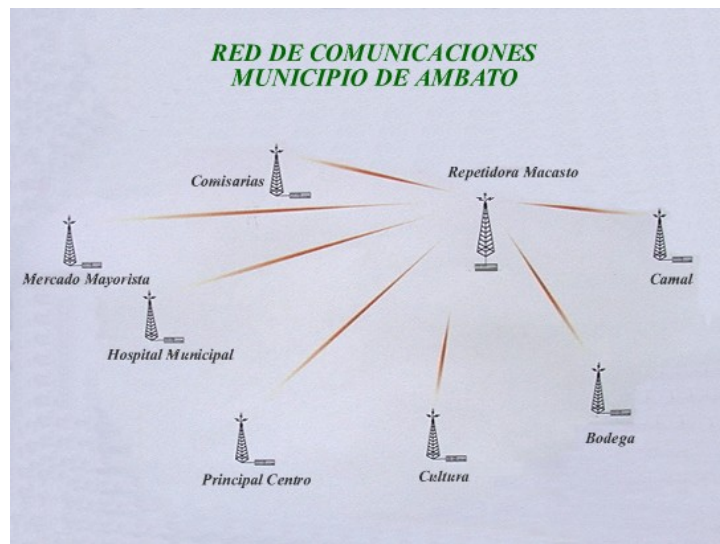 RED DE COMUNICACIONES
MUNICIPIO DE AMBATO
Repetidora Macasto
Comisarias
Mercado Mayorista
Camal
Hospital Municipal
Bodega
Principal Centro
Cultura